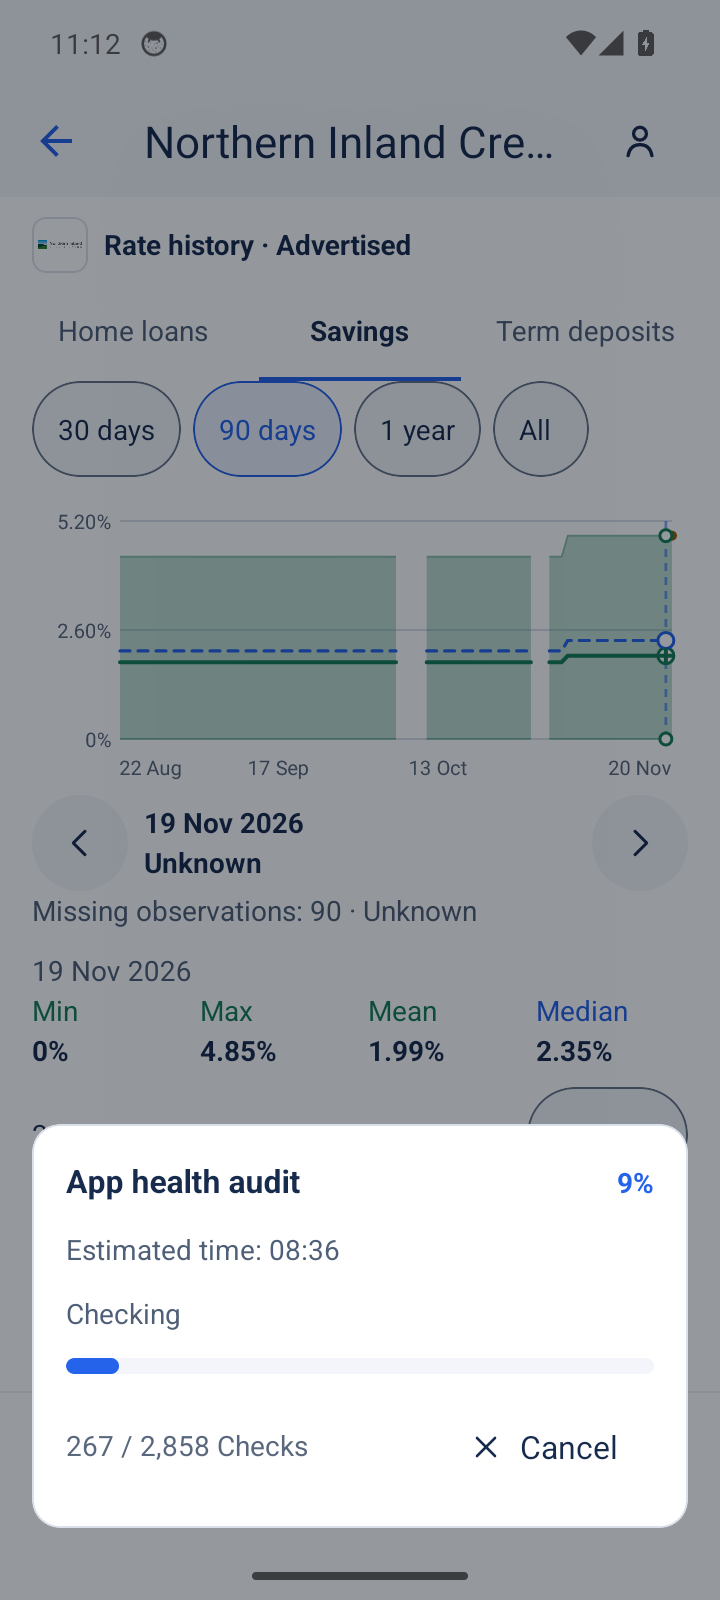 11:12
Northern Inland Cre...
Rate history · Advertised
Home loans
Savings
Term deposits
30 days
90 days
1 year
All
5.20%
2.60%
0%
22 Aug
17 Sep
13 Oct
20 Nov
19 Nov 2026
Unknown
Missing observations: 90 · Unknown
19 Nov 2026
Min
Max
Mean
Median
0%
4.85%
1.99%
2.35%
App health audit
9%
Estimated time: 08:36
Checking
267 / 2,858 Checks
Cancel